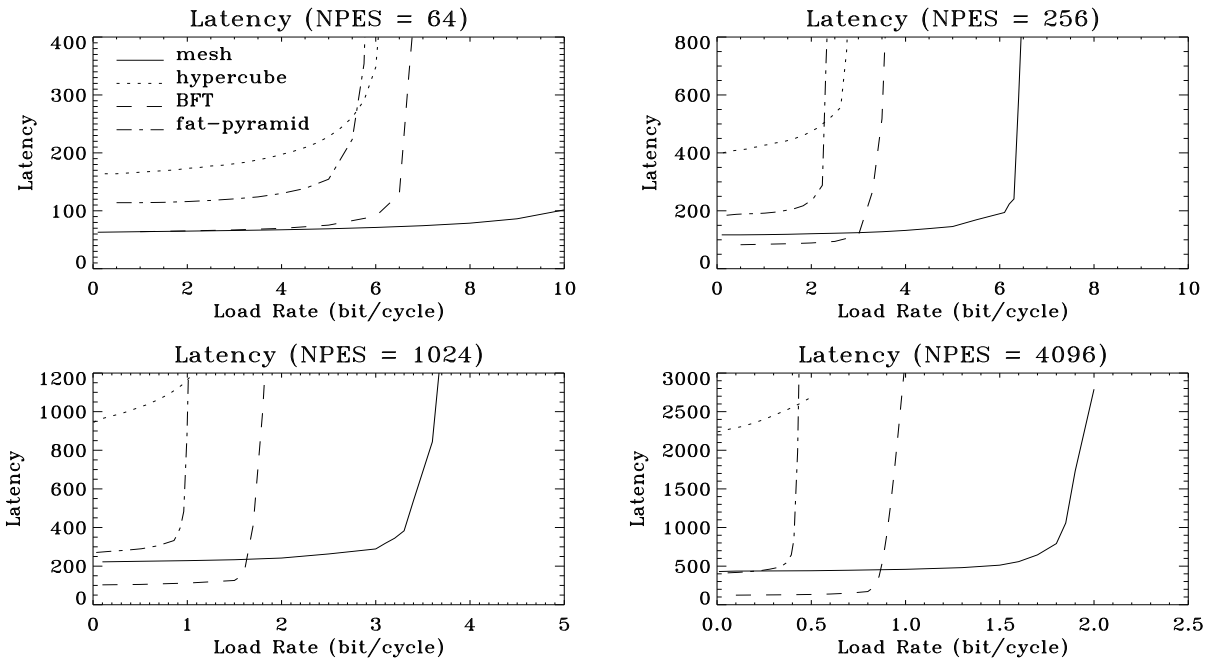 Latency (NPES = 64)
400
300
200
100
0
Latency
mesh
hypercube
BFT
fat-pyramid
0 2 4 6 8 10
Load Rate (bit/cycle)
Latency (NPES = 256)
800
600
400
200
0
Latency
0 2 4 6 8 10
Load Rate (bit/cycle)
Latency (NPES = 1024)
1200
1000
800
600
400
200
0
Latency
0 1 2 3 4 5
Load Rate (bit/cycle)
Latency (NPES = 4096)
3000
2500
2000
1500
1000
500
0
Latency
0.0 0.5 1.0 1.5 2.0 2.5
Load Rate (bit/cycle)